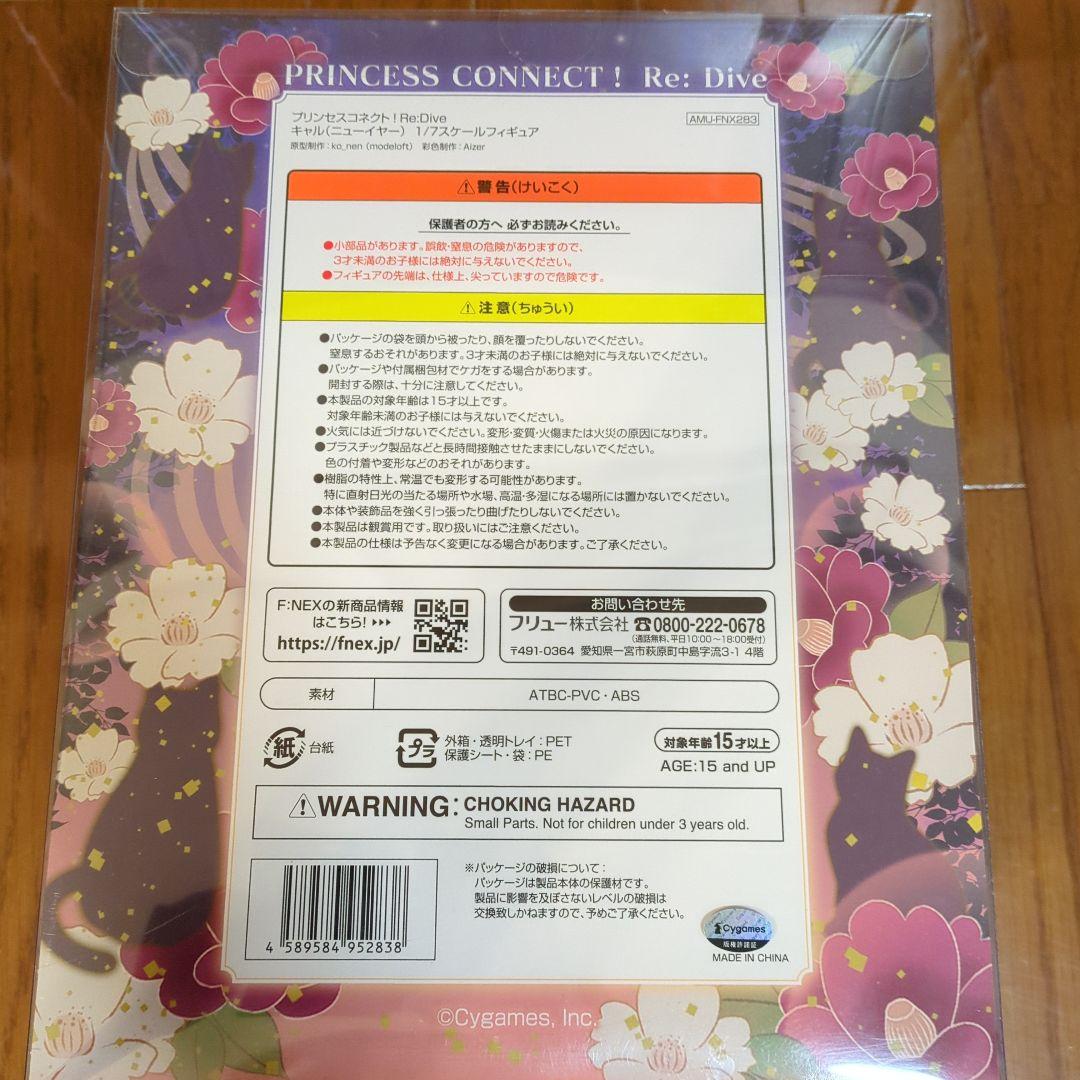 PRINCESS CONNECT! Re: Dive
プリンセスコネクト！Re:Dive
AMU-FNX283
キャル（ニューイヤー） 1/7スケールフィギュア
原型制作：ko_nen（modeloft） 彩色制作：Aizer
⚠警告（けいこく）
保護者の方へ 必ずお読みください。
●小部品があります。誤飲・窒息の危険がありますので、
3才未満のお子様には絶対に与えないでください。
●フィギュアの先端は、仕様上、尖っていますので危険です。
⚠注意（ちゅうい）
●パッケージの袋を頭から被ったり、顔を覆ったりしないでください。
窒息するおそれがあります。3才未満のお子様には絶対に与えないでください。
●パッケージや付属梱包材でケガをする場合があります。
開封する際は、十分に注意してください。
●本製品の対象年齢は15才以上です。
対象年齢未満のお子様には与えないでください。
●火気には近づけないでください。変形・変質・火傷または火災の原因になります。
●プラスチック製品などと長時間接触させたままにしないでください。
色の付着や変形などのおそれがあります。
●樹脂の特性上、常温でも変形する可能性があります。
特に直射日光の当たる場所や水場、高温・多湿になる場所には置かないでください。
●本体や装飾品を強く引っ張ったり曲げたりしないでください。
●本製品は観賞用です。取り扱いにはご注意ください。
●本製品の仕様は予告なく変更になる場合があります。ご了承ください。
F:NEXの新商品情報
はこちら！ ▶▶▶
https://fnex.jp/
お問い合わせ先
フリュー株式会社 ☎0800-222-0678
（通話無料、平日10:00～18:00受付）
〒491-0364 愛知県一宮市萩原町中島字流3-1 4階
素材 ATBC-PVC・ABS
紙 台紙
プラ 外箱・透明トレイ：PET
保護シート・袋：PE
対象年齢15才以上
AGE:15 and UP
⚠WARNING: CHOKING HAZARD
Small Parts. Not for children under 3 years old.
※パッケージの破損について：
パッケージは製品本体の保護材です。
製品に影響を及ぼさないレベルの破損は
交換致しかねますので、予めご了承ください。
4 589584 952838
Cygames
版権許諾証
MADE IN CHINA
©Cygames, Inc.